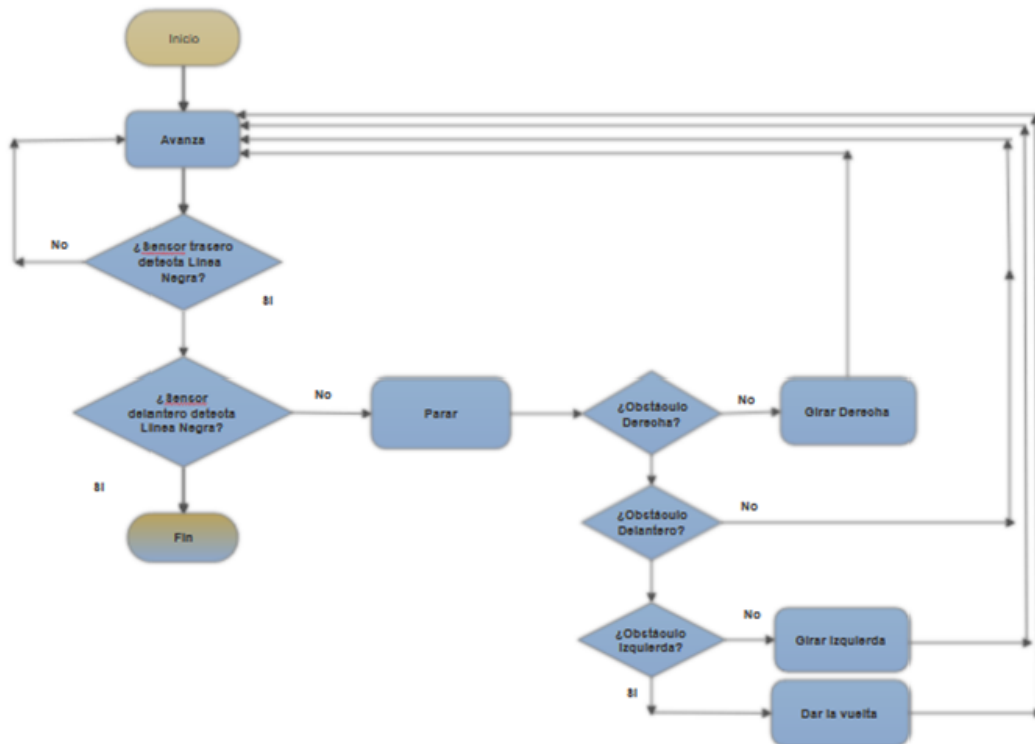 Inicio
Avanza
No
¿Sensor trasero
detecta Linea
Negra?
SI
¿Sensor
delantero detecta
Linea Negra?
No
Parar
¿Obstáculo
Derecha?
No
Girar Derecha
SI
Fin
¿Obstáculo
Delantero?
No
¿Obstáculo
Izquierda?
No
Girar Izquierda
SI
Dar la vuelta